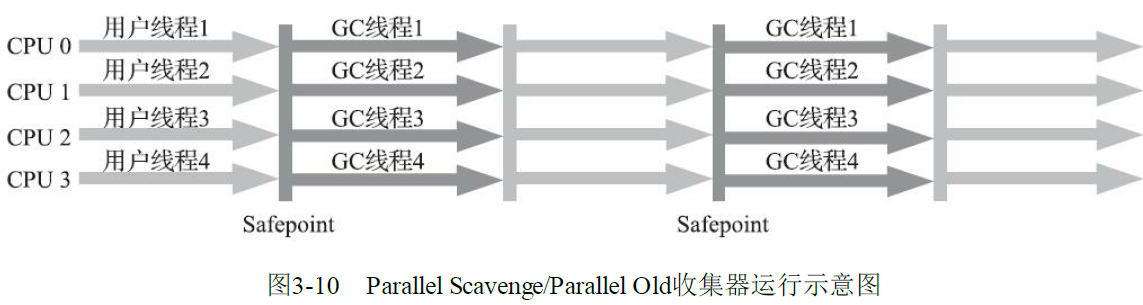 CPU 0 用户线程1 GC线程1 GC线程1
CPU 1 用户线程2 GC线程2 GC线程2
CPU 2 用户线程3 GC线程3 GC线程3
CPU 3 用户线程4 GC线程4 GC线程4
Safepoint Safepoint
图3-10 Parallel Scavenge/Parallel Old收集器运行示意图